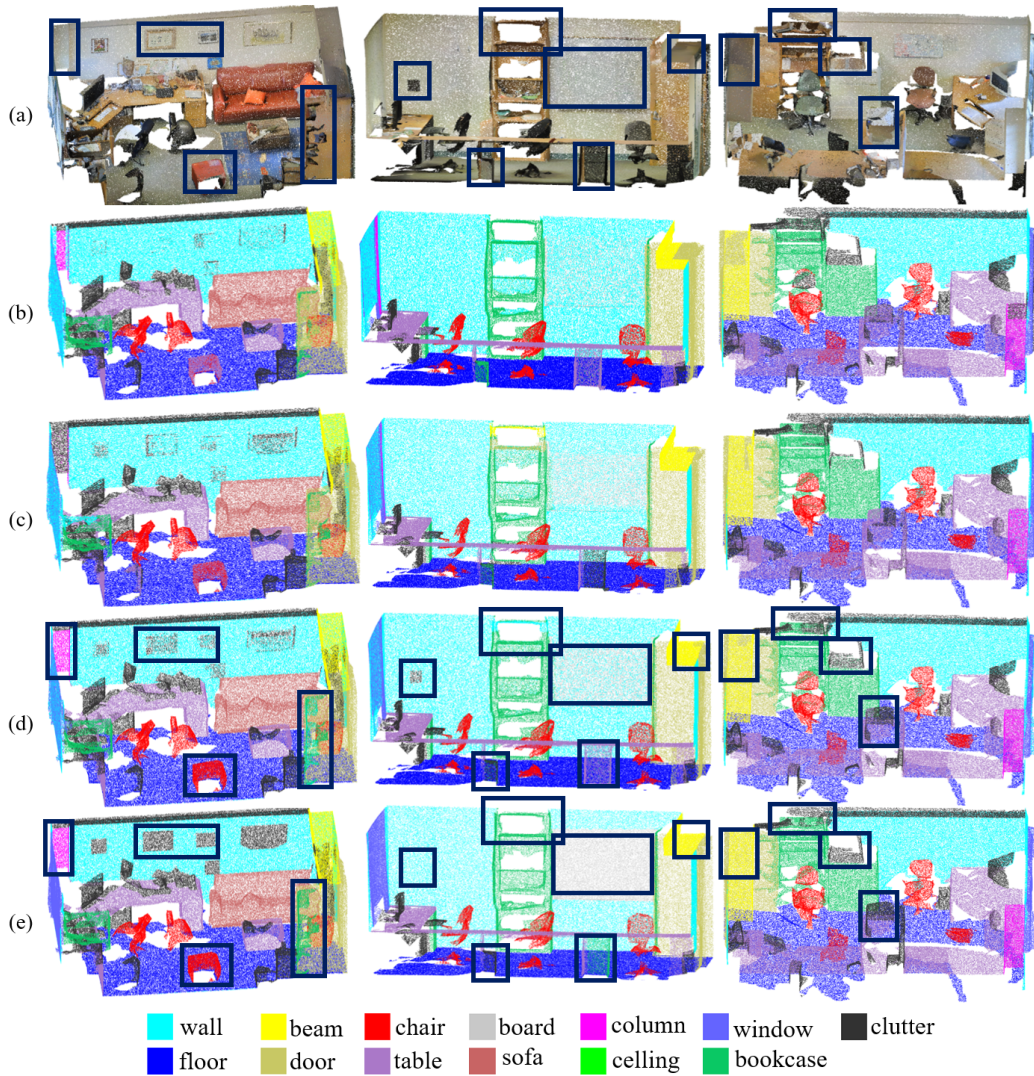 (a)
(b)
(c)
(d)
(e)
wall beam chair board column window clutter
floor door table sofa celling bookcase